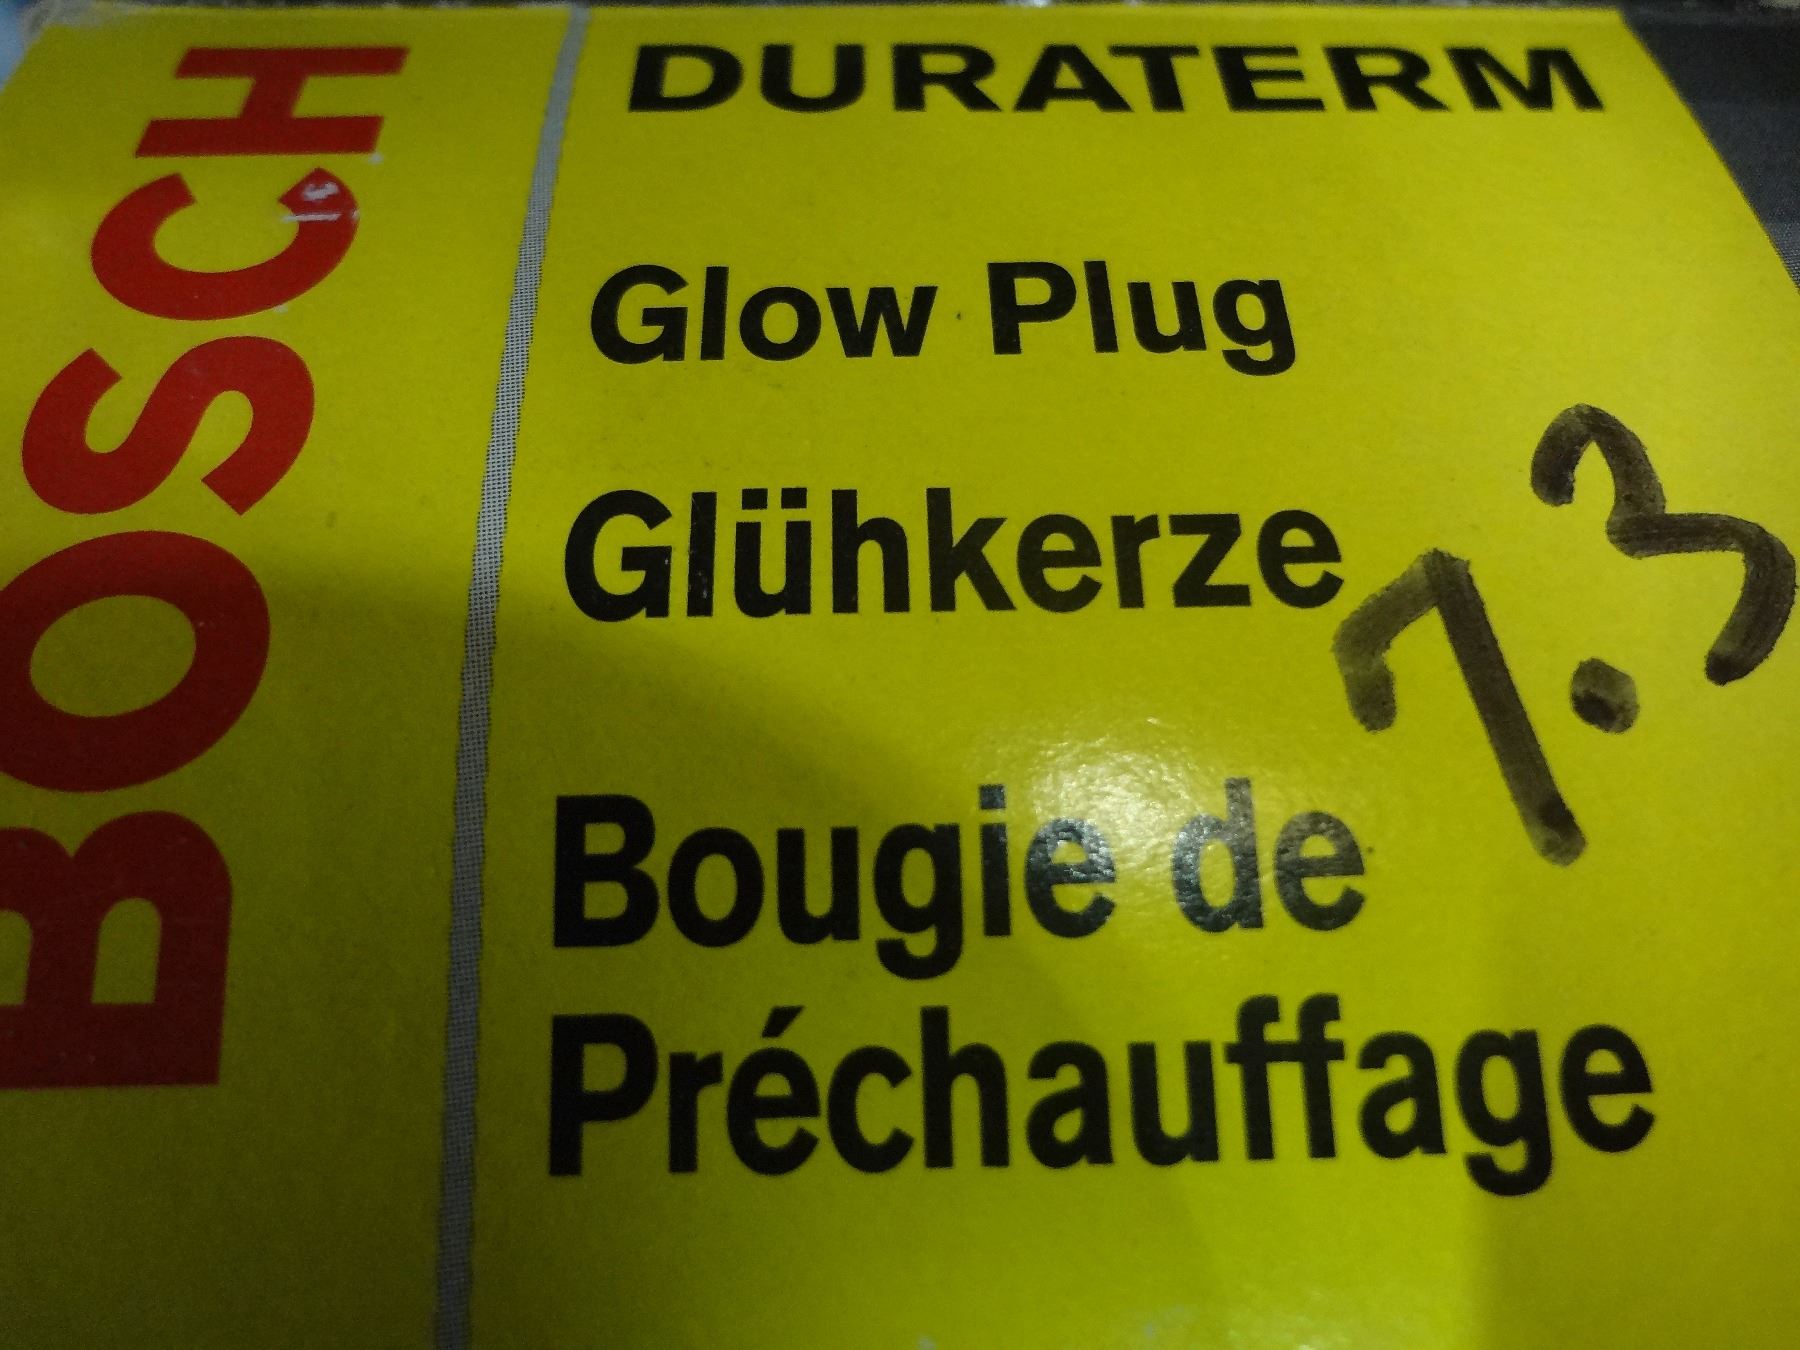 BOSCH
DURATERM
Glow Plug
Glühkerze
7.3
Bougie de
Préchauffage